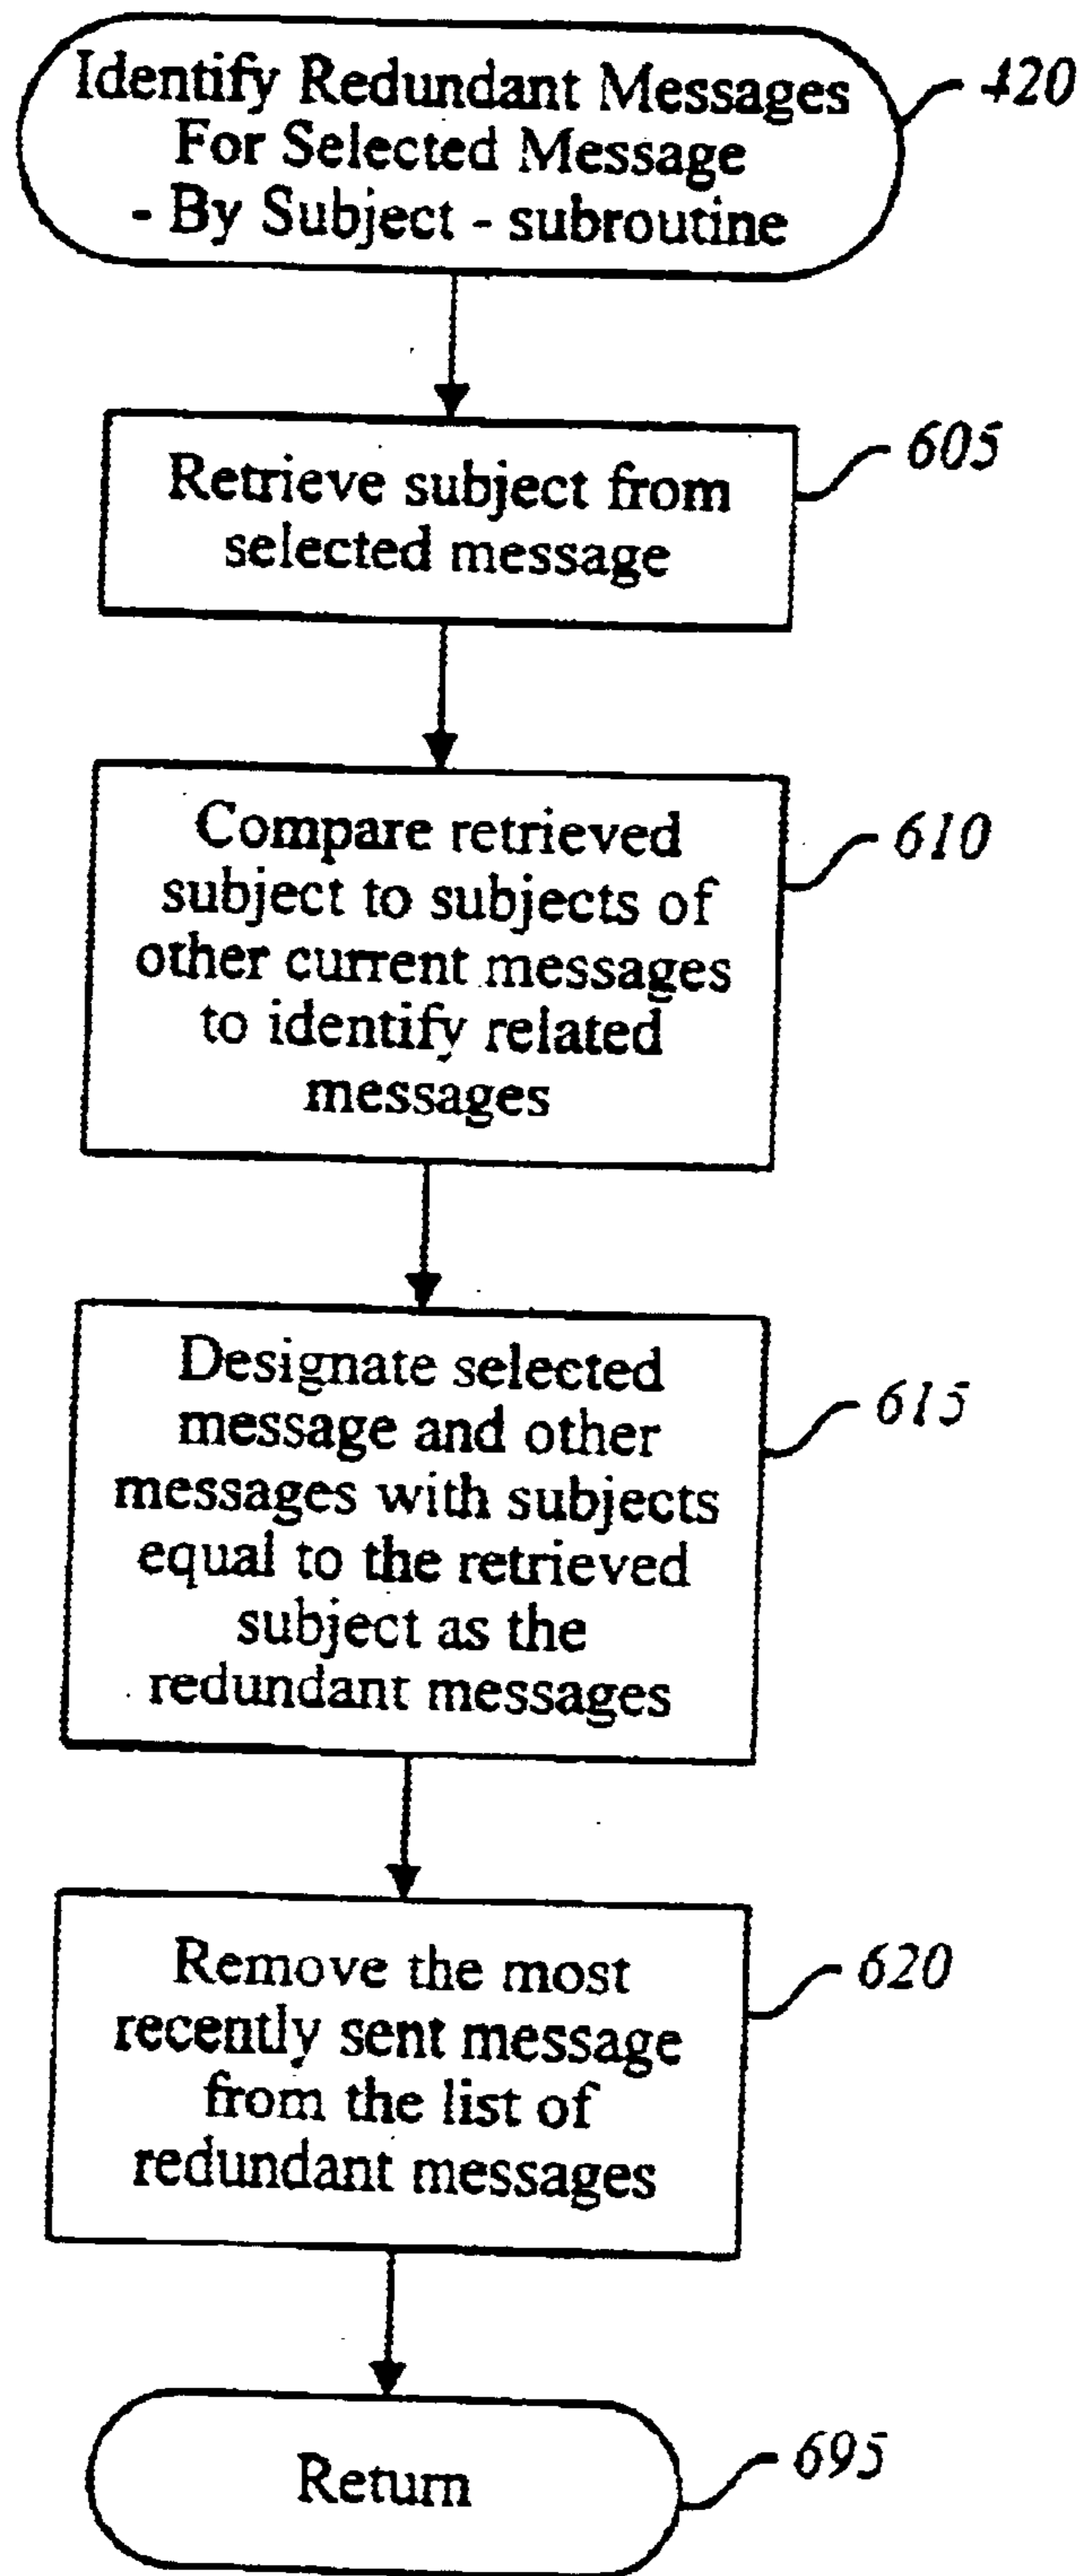 Identify Redundant Messages
For Selected Message
- By Subject - subroutine
420
Retrieve subject from
selected message
605
Compare retrieved
subject to subjects of
other current messages
to identify related
messages
610
Designate selected
message and other
messages with subjects
equal to the retrieved
subject as the
redundant messages
615
Remove the most
recently sent message
from the list of
redundant messages
620
Return
695